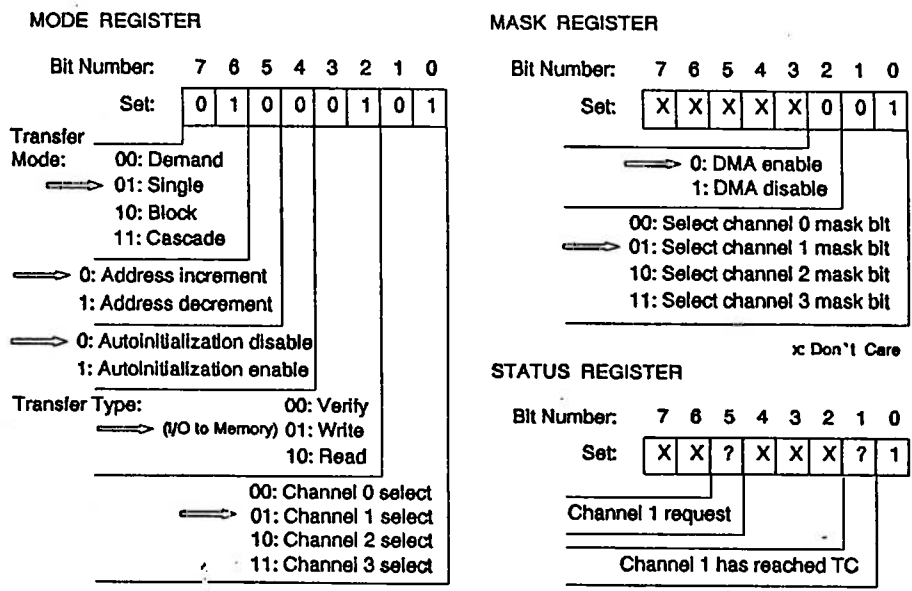 MODE REGISTER
Bit Number: 7 6 5 4 3 2 1 0
Set: 0 1 0 0 0 1 0 1
Transfer
Mode: 00: Demand
01: Single
10: Block
11: Cascade
0: Address increment
1: Address decrement
0: Autoinitialization disable
1: Autoinitialization enable
Transfer Type: 00: Verify
(I/O to Memory) 01: Write
10: Read
00: Channel 0 select
01: Channel 1 select
10: Channel 2 select
11: Channel 3 select
MASK REGISTER
Bit Number: 7 6 5 4 3 2 1 0
Set: X X X X X 0 0 1
0: DMA enable
1: DMA disable
00: Select channel 0 mask bit
01: Select channel 1 mask bit
10: Select channel 2 mask bit
11: Select channel 3 mask bit
x: Don't Care
STATUS REGISTER
Bit Number: 7 6 5 4 3 2 1 0
Set: X X ? X X X ? 1
Channel 1 request
Channel 1 has reached TC